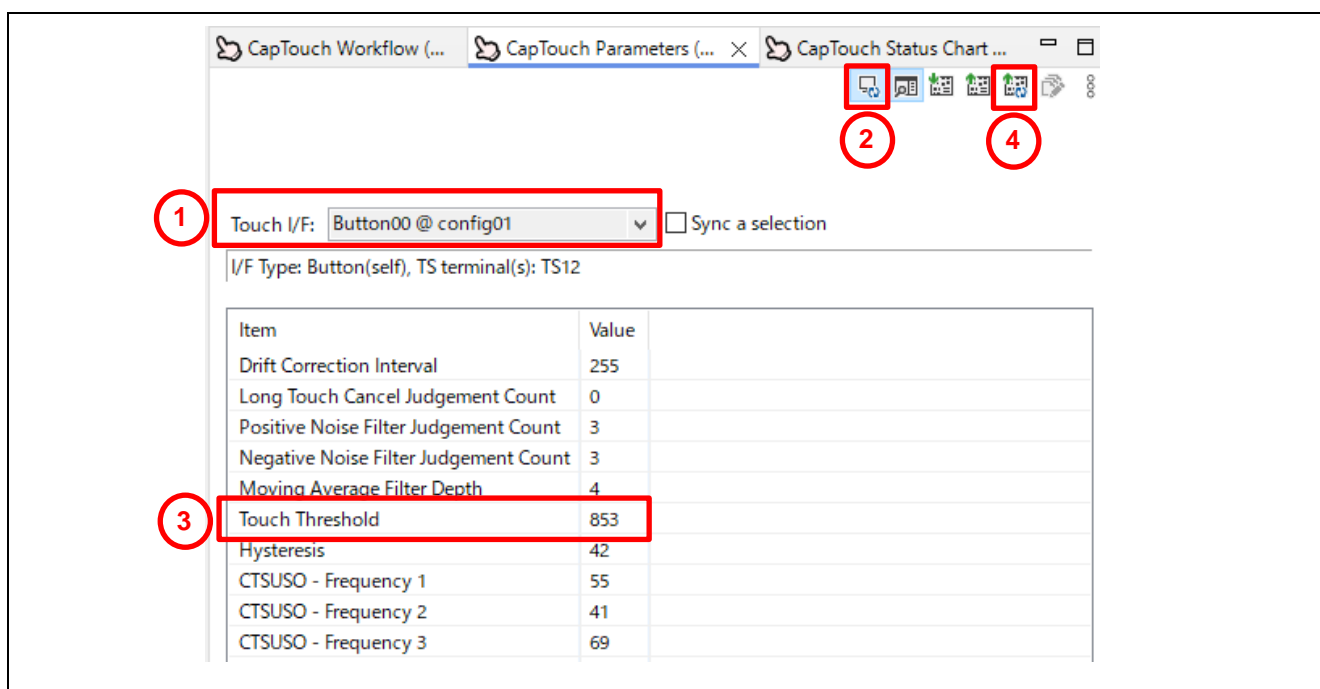 CapTouch Workflow (...
CapTouch Parameters (...
CapTouch Status Chart ...
2
4
1
Touch I/F: Button00 @ config01
Sync a selection
I/F Type: Button(self), TS terminal(s): TS12
Item Value
Drift Correction Interval 255
Long Touch Cancel Judgement Count 0
Positive Noise Filter Judgement Count 3
Negative Noise Filter Judgement Count 3
Moving Average Filter Depth 4
3
Touch Threshold 853
Hysteresis 42
CTSUSO - Frequency 1 55
CTSUSO - Frequency 2 41
CTSUSO - Frequency 3 69